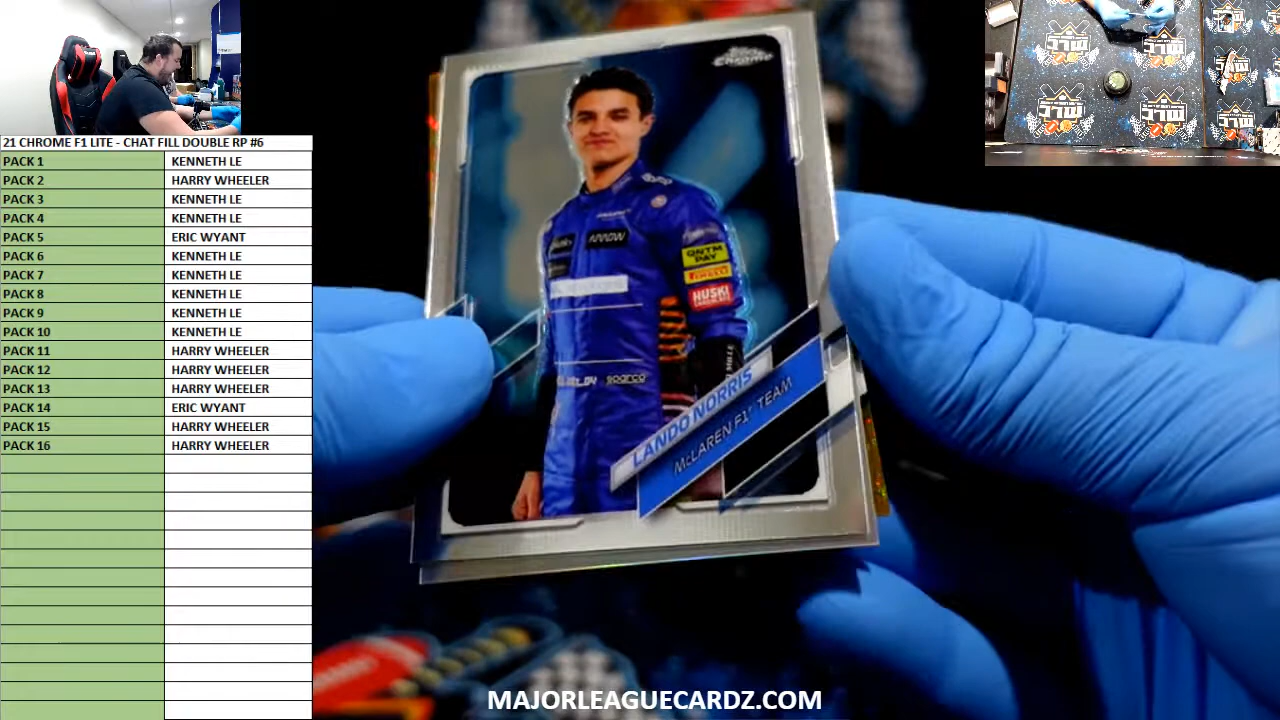 21 CHROME F1 LITE - CHAT FILL DOUBLE RP #6
PACK 1 KENNETH LE
PACK 2 HARRY WHEELER
PACK 3 KENNETH LE
PACK 4 KENNETH LE
PACK 5 ERIC WYANT
PACK 6 KENNETH LE
PACK 7 KENNETH LE
PACK 8 KENNETH LE
PACK 9 KENNETH LE
PACK 10 KENNETH LE
PACK 11 HARRY WHEELER
PACK 12 HARRY WHEELER
PACK 13 HARRY WHEELER
PACK 14 ERIC WYANT
PACK 15 HARRY WHEELER
PACK 16 HARRY WHEELER
Topps
Chrome
ARROW
QNTM
PAY
PIRELLI
HUSKI
sparco
LANDO NORRIS
McLAREN F1 TEAM
MAJORLEAGUECARDZ.COM